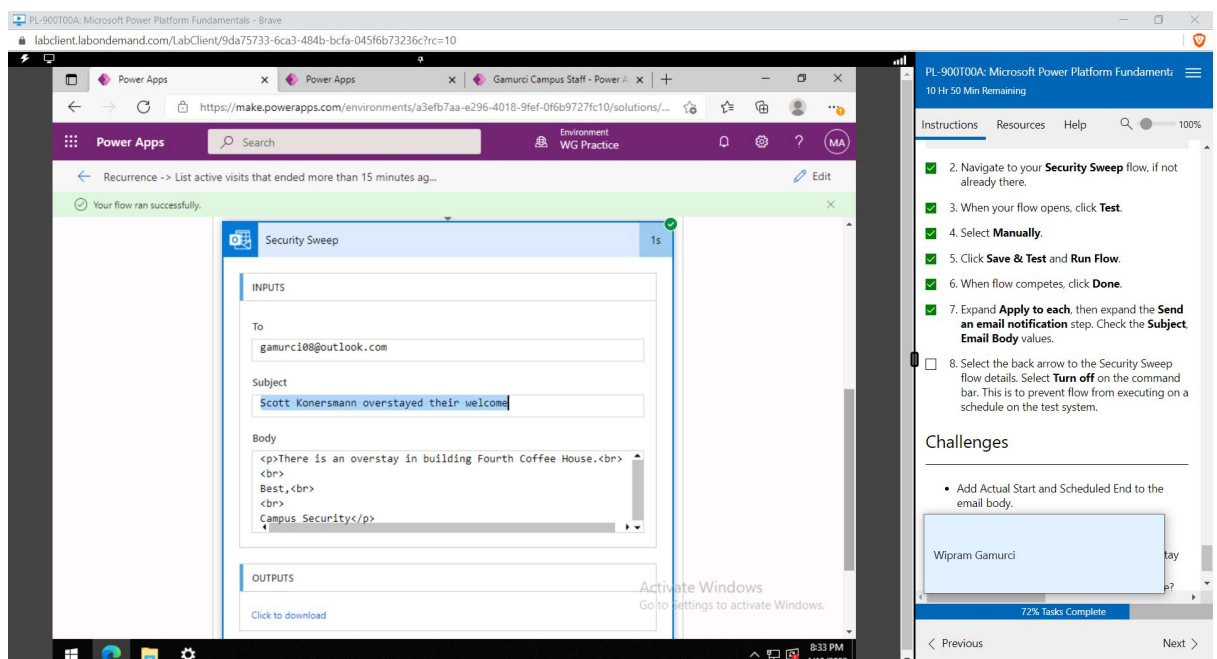 PL-900T00A: Microsoft Power Platform Fundamentals - Brave
labclient.labondemand.com/LabClient/9da75733-6ca3-484b-bcfa-045f6b73236c?rc=10
Power Apps
Power Apps
Gamurci Campus Staff - Power A
https://make.powerapps.com/environments/a3efb7aa-e296-4018-9fef-0f6b9727fc10/solutions/...
Power Apps
Search
Environment
WG Practice
?
MA
Recurrence -> List active visits that ended more than 15 minutes ag...
Edit
Your flow ran successfully.
Security Sweep
1s
INPUTS
To
gamurci08@outlook.com
Subject
Scott Konersmann overstayed their welcome
Body
<p>There is an overstay in building Fourth Coffee House.<br>
<br>
Best,<br>
<br>
Campus Security</p>
OUTPUTS
Click to download
Activate Windows
Go to Settings to activate Windows.
8:33 PM
PL-900T00A: Microsoft Power Platform Fundamenta
10 Hr 50 Min Remaining
Instructions Resources Help 100%
2. Navigate to your Security Sweep flow, if not
already there.
3. When your flow opens, click Test.
4. Select Manually.
5. Click Save & Test and Run Flow.
6. When flow competes, click Done.
7. Expand Apply to each, then expand the Send
an email notification step. Check the Subject,
Email Body values.
8. Select the back arrow to the Security Sweep
flow details. Select Turn off on the command
bar. This is to prevent flow from executing on a
schedule on the test system.
Challenges
• Add Actual Start and Scheduled End to the
email body.
Wipram Gamurci
tay
e?
72% Tasks Complete
< Previous
Next >